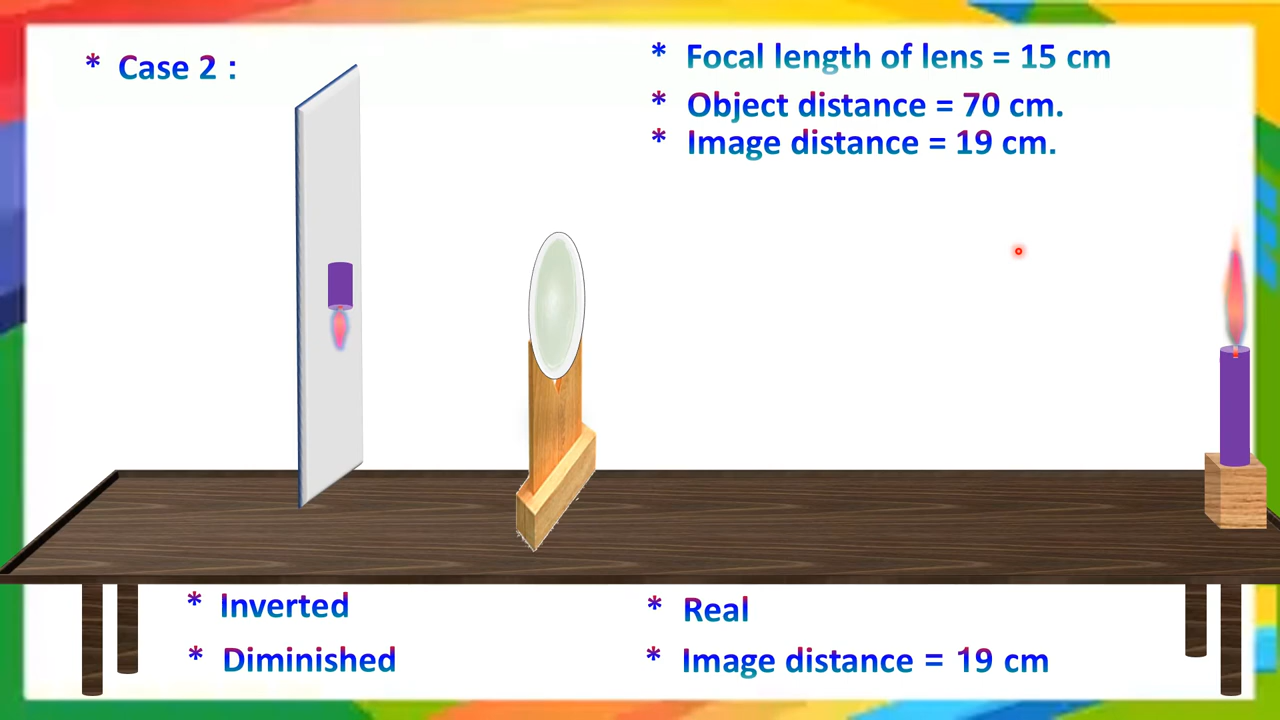 * Case 2 :
* Focal length of lens = 15 cm
* Object distance = 70 cm.
* Image distance = 19 cm.
* Inverted
* Real
* Diminished
* Image distance = 19 cm